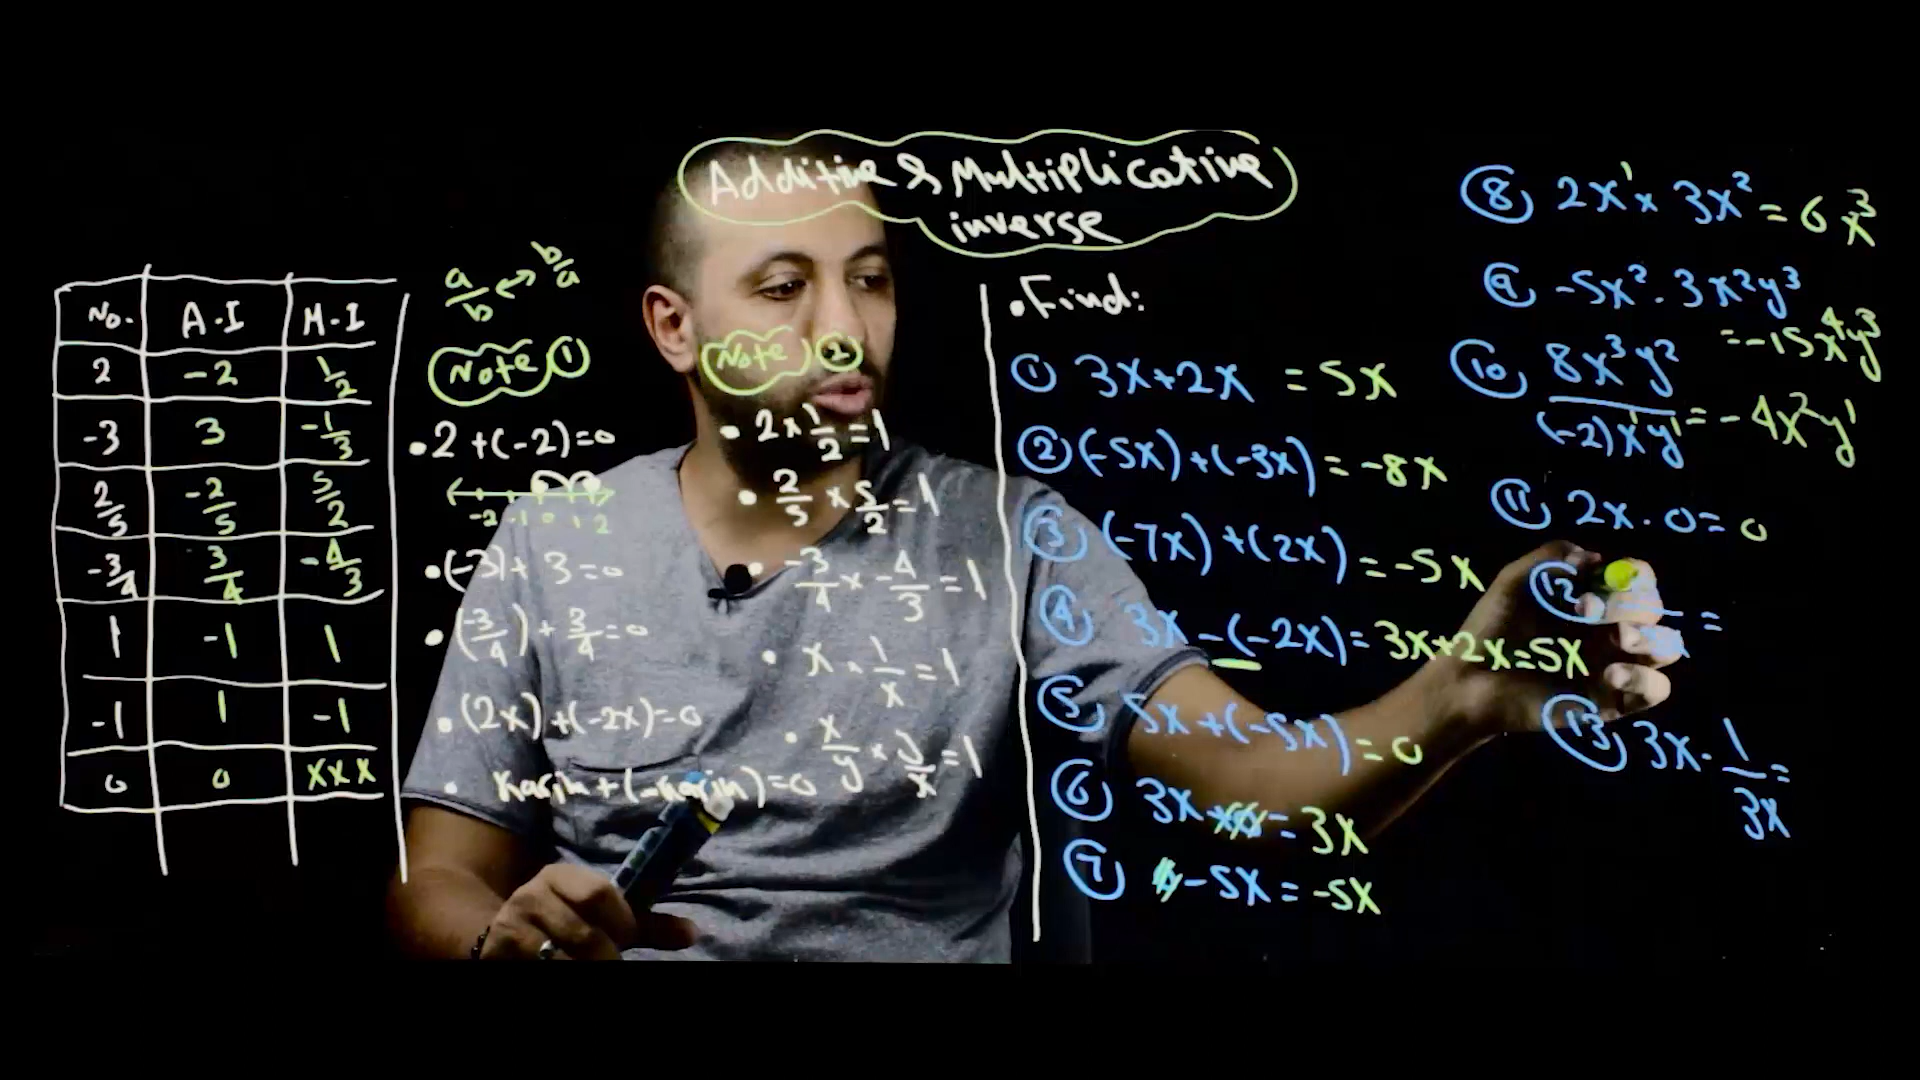 Additive & Multiplicative
inverse
No. A.I M.I
2 -2 1/2
-3 3 -1/3
2/5 -2/5 5/2
-3/4 3/4 -4/3
1 -1 1
-1 1 -1
0 0 xxx
a/b ↔ b/a
Note 1
• 2 + (-2) = 0
-2 -1 0 1 2
• (-3) + 3 = 0
• (-3/4) + 3/4 = 0
• (2x) + (-2x) = 0
• Karim + (-Karim) = 0
Note 2
• 2 × 1/2 = 1
• 2/5 × 5/2 = 1
• -3/4 × -4/3 = 1
• x × 1/x = 1
• x/y × y/x = 1
• Find:
① 3x + 2x = 5x
② (-5x) + (-3x) = -8x
③ (-7x) + (2x) = -5x
④ 3x - (-2x) = 3x + 2x = 5x
⑤ 5x + (-5x) = 0
⑥ 3x + 0 = 3x
⑦ -5x = -5x
⑧ 2x¹ × 3x² = 6x³
⑨ -5x² · 3x²y³
= -15x⁴y³
⑩ 8x³y²/(-2)x¹y¹ = -4x²y¹
⑪ 2x · 0 = 0
⑫ =
⑬ 3x · 1/3x =